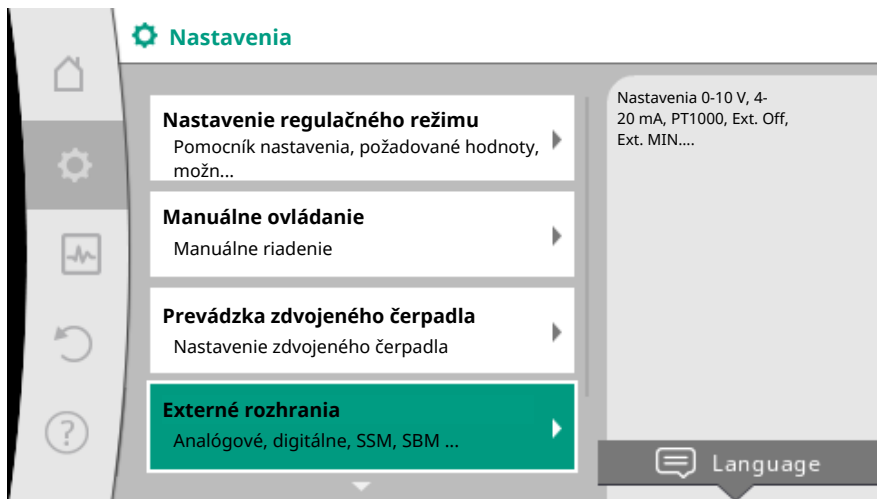 Nastavenia
Nastavenie regulačného režimu
Pomocník nastavenia, požadované hodnoty,
možn...
Manuálne ovládanie
Manuálne riadenie
Prevádzka zdvojeného čerpadla
Nastavenie zdvojeného čerpadla
Externé rozhrania
Analógové, digitálne, SSM, SBM ...
Nastavenia 0-10 V, 4-
20 mA, PT1000, Ext. Off,
Ext. MIN....
Language